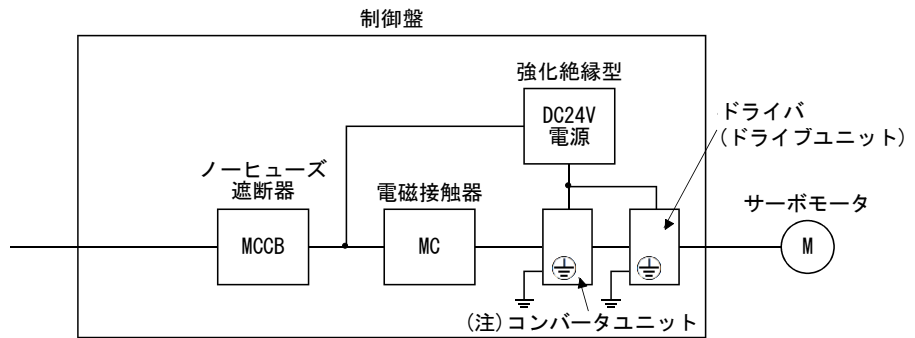 制御盤
強化絶縁型
DC24V
電源
ドライバ
(ドライブユニット)
ノーヒューズ
遮断器
電磁接触器
サーボモータ
MCCB
MC
M
(注)コンバータユニット